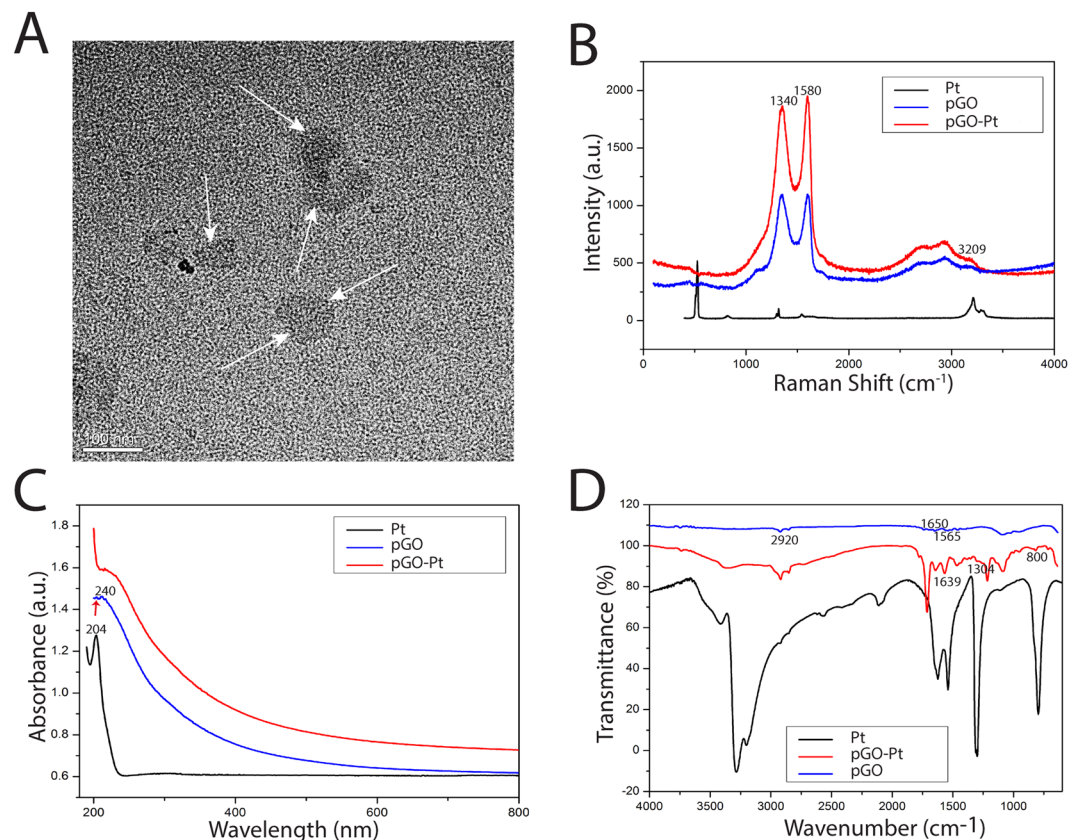 A
100 nm
B
2000
1500
1000
500
0
0
1000
2000
3000
4000
Intensity (a.u.)
Raman Shift (cm-1)
Pt
pGO
pGO-Pt
1340
1580
3209
C
1.8
1.6
1.4
1.2
1.0
0.8
0.6
200
400
600
800
Absorbance (a.u.)
Wavelength (nm)
Pt
pGO
pGO-Pt
240
204
D
120
100
80
60
40
20
0
-20
4000
3500
3000
2500
2000
1500
1000
Transmittance (%)
Wavenumber (cm-1)
2920
1650
1565
1639
1304
800
Pt
pGO-Pt
pGO